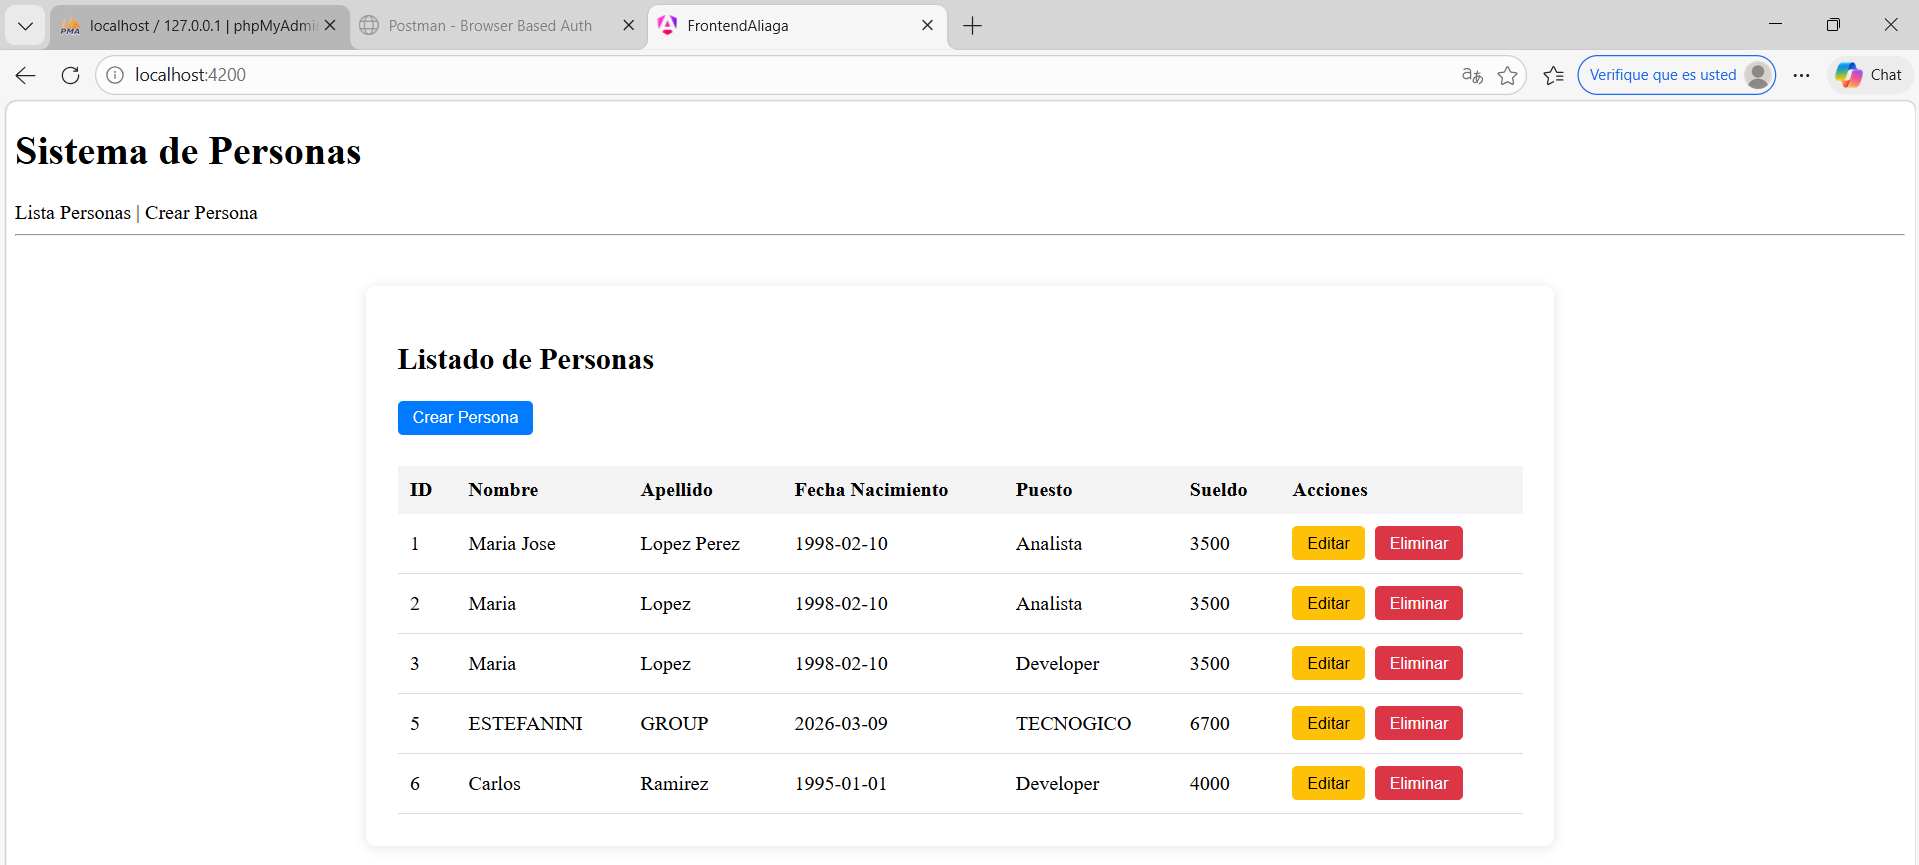 localhost / 127.0.0.1 | phpMyAdmi
Postman - Browser Based Auth
FrontendAliaga
localhost:4200
Verifique que es usted
Chat
Sistema de Personas
Lista Personas | Crear Persona
Listado de Personas
Crear Persona
ID Nombre Apellido Fecha Nacimiento Puesto Sueldo Acciones
1 Maria Jose Lopez Perez 1998-02-10 Analista 3500 Editar Eliminar
2 Maria Lopez 1998-02-10 Analista 3500 Editar Eliminar
3 Maria Lopez 1998-02-10 Developer 3500 Editar Eliminar
5 ESTEFANINI GROUP 2026-03-09 TECNOGICO 6700 Editar Eliminar
6 Carlos Ramirez 1995-01-01 Developer 4000 Editar Eliminar